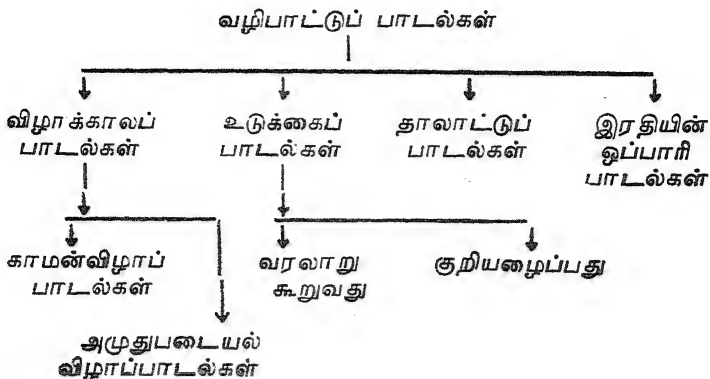 வழிபாட்டுப் பாடல்கள்
விழாக்காலப்
பாடல்கள்
உடுக்கைப்
பாடல்கள்
தாலாட்டுப்
பாடல்கள்
இரதியின்
ஒப்பாரி
பாடல்கள்
காமன்விழாப்
பாடல்கள்
வரலாறு
கூறுவது
குறியழைப்பது
அமுதுபடையல்
விழாப்பாடல்கள்